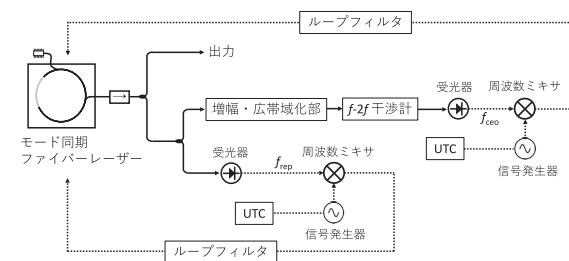 ループフィルタ
出力
受光器
周波数ミキサ
増幅・広帯域化部
f-2f 干渉計
fceo
モード同期
ファイバーレーザー
UTC
信号発生器
受光器
周波数ミキサ
frep
UTC
信号発生器
ループフィルタ